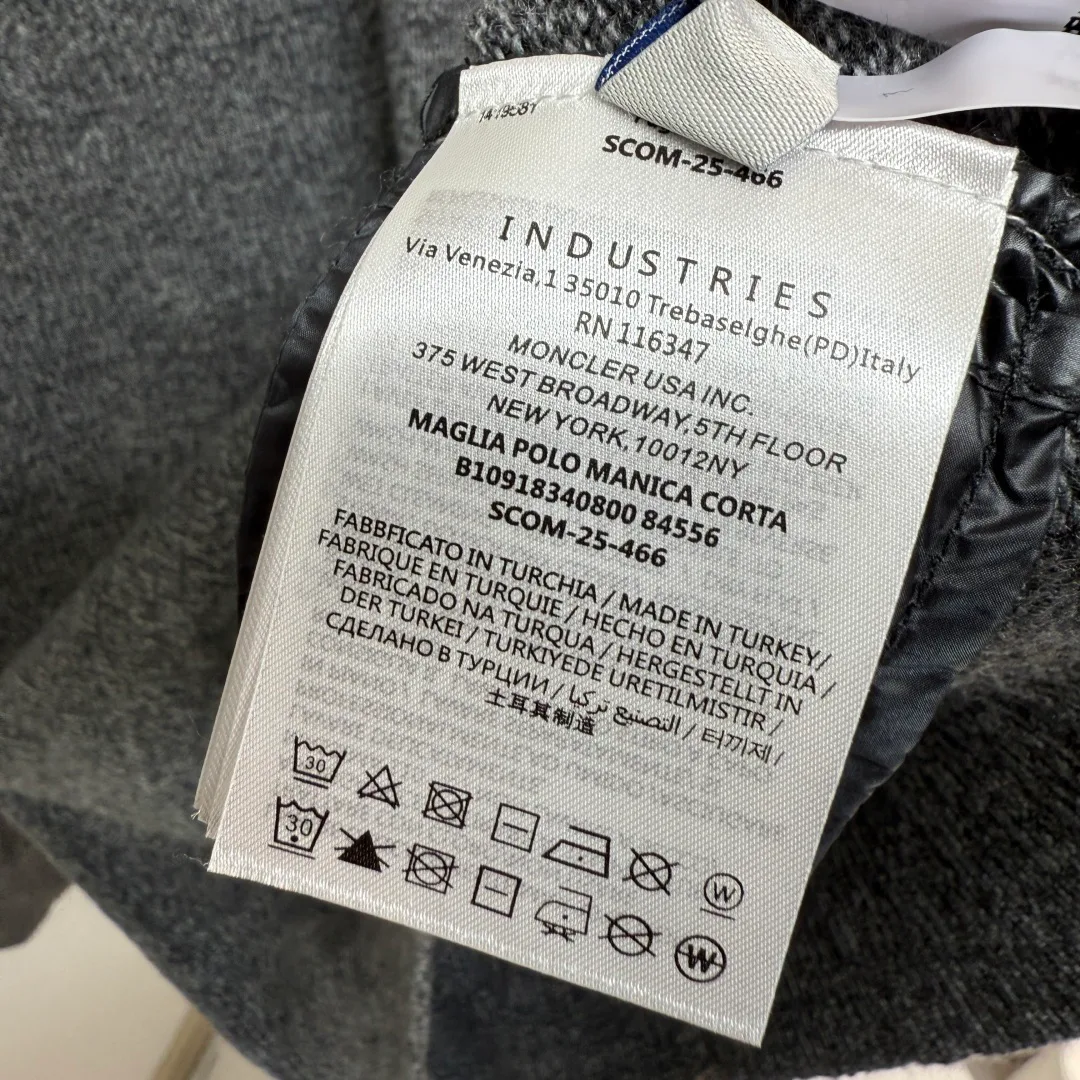 1419581
SCOM-25-466
INDUSTRIES
Via Venezia,1 35010 Trebaselghe(PD)Italy
RN 116347
MONCLER USA INC.
375 WEST BROADWAY,5TH FLOOR
NEW YORK,10012NY
MAGLIA POLO MANICA CORTA
B10918340800 84556
SCOM-25-466
FABBFICATO IN TURCHIA / MADE IN TURKEY/
FABRIQUE EN TURQUIE / HECHO EN TURQUIA /
FABRICADO NA TURQUA / HERGESTELLT IN
DER TURKEI / TURKIYEDE URETILMISTIR /
СДЕЛАНО В ТУРЦИИ / التصنيع تركيا / 터끼제 /
土耳其制造
30 W
30 W